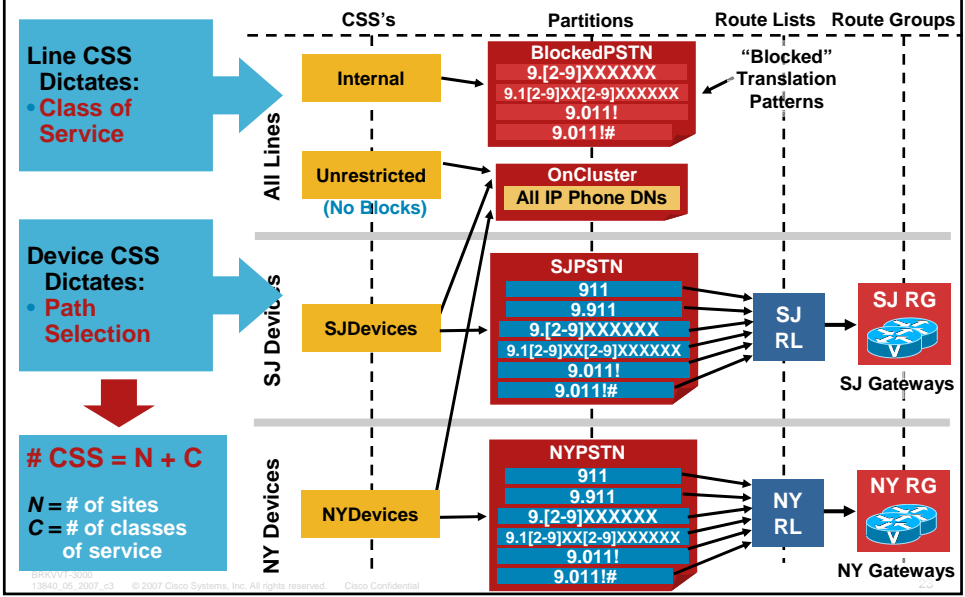 CSS's
Partitions
Route Lists
Route Groups
Line CSS
Dictates:
• Class of
Service
All Lines
Internal
BlockedPSTN
9.[2-9]XXXXXX
9.1[2-9]XX[2-9]XXXXXX
9.011!
9.011!#
“Blocked”
Translation
Patterns
Unrestricted
(No Blocks)
OnCluster
All IP Phone DNs
Device CSS
Dictates:
• Path
Selection
SJ Devices
SJDevices
SJPSTN
911
9.911
9.[2-9]XXXXXX
9.1[2-9]XX[2-9]XXXXXX
9.011!
9.011!#
SJ
RL
SJ RG
V
SJ Gateways
# CSS = N + C
N = # of sites
C = # of classes
of service
NY Devices
NYDevices
NYPSTN
911
9.911
9.[2-9]XXXXXX
9.1[2-9]XX[2-9]XXXXXX
9.011!
9.011!#
NY
RL
NY RG
V
NY Gateways
BRKVVT-3000
13840_05_2007_c3 © 2007 Cisco Systems, Inc. All rights reserved. Cisco Confidential